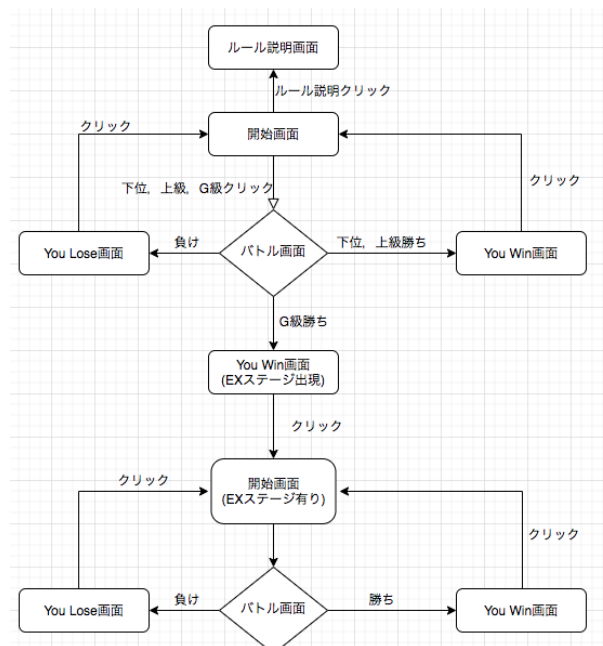 ルール説明画面
ルール説明クリック
クリック
開始画面
クリック
下位，上級，G級クリック
You Lose画面
負け
バトル画面
下位，上級勝ち
You Win画面
G級勝ち
You Win画面
(EXステージ出現)
クリック
クリック
開始画面
(EXステージ有り)
クリック
You Lose画面
負け
バトル画面
勝ち
You Win画面